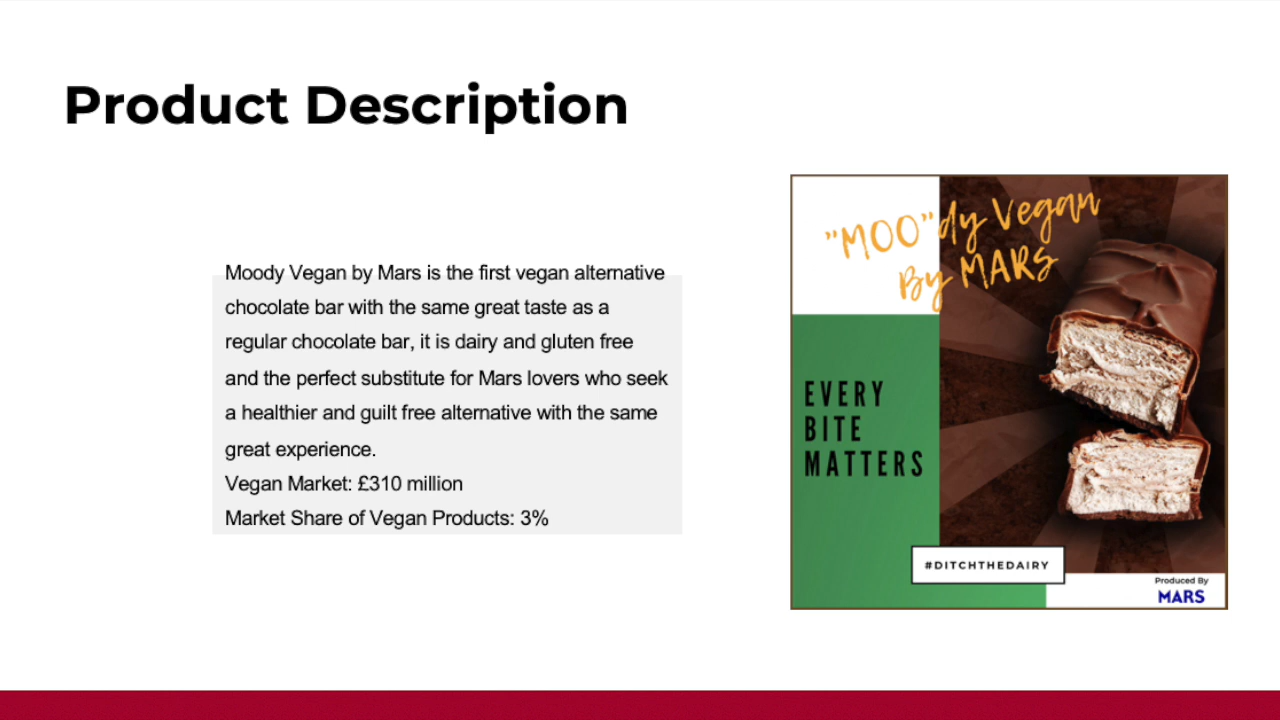 Product Description
Moody Vegan by Mars is the first vegan alternative
chocolate bar with the same great taste as a
regular chocolate bar, it is dairy and gluten free
and the perfect substitute for Mars lovers who seek
a healthier and guilt free alternative with the same
great experience.
Vegan Market: £310 million
Market Share of Vegan Products: 3%
"MOO"dy Vegan
By MARS
EVERY
BITE
MATTERS
#DITCHTHEDAIRY
Produced By
MARS